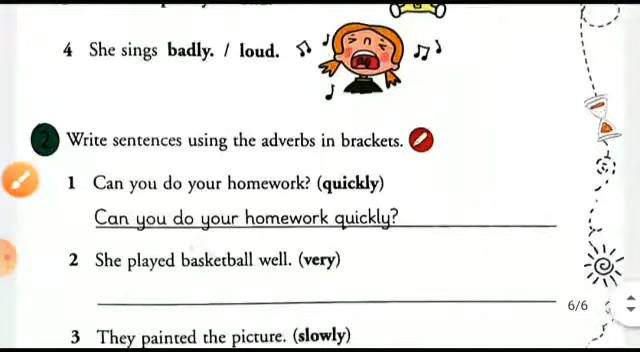 4 She sings badly. / loud.
2 Write sentences using the adverbs in brackets.
1 Can you do your homework? (quickly)
Can you do your homework quickly?
2 She played basketball well. (very)
6/6
3 They painted the picture. (slowly)